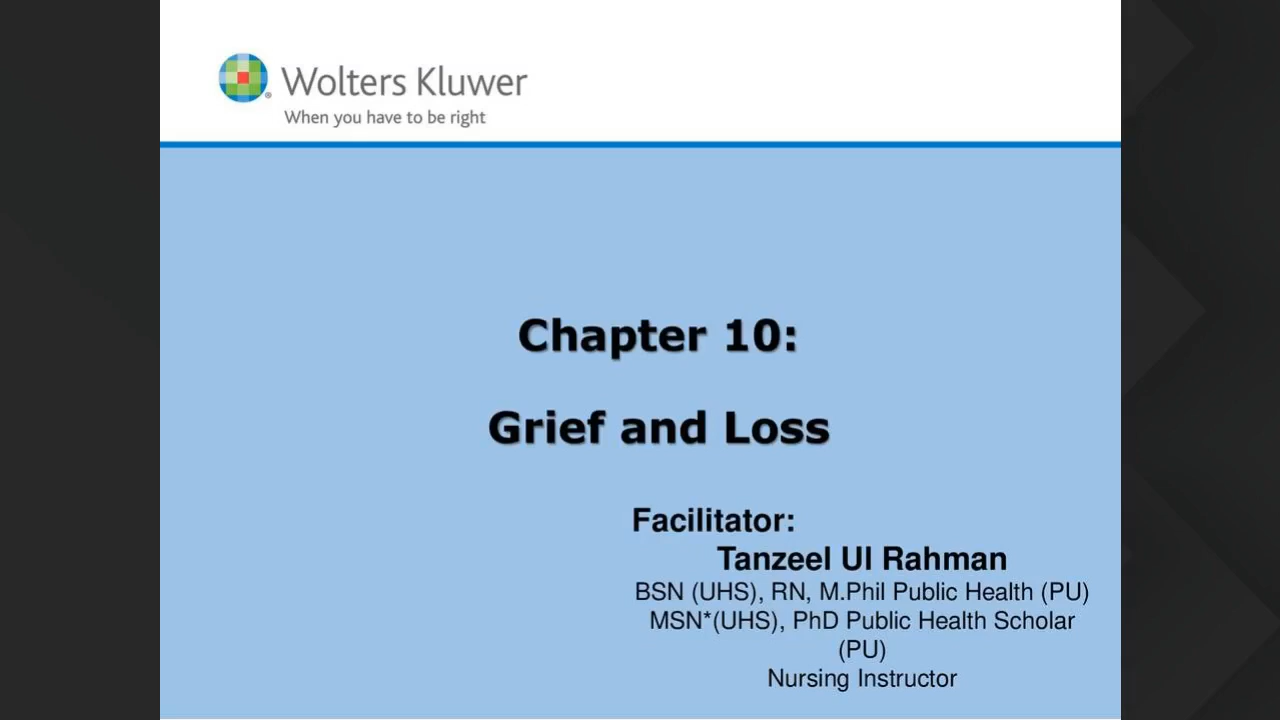 Wolters Kluwer
When you have to be right
Chapter 10:
Grief and Loss
Facilitator:
Tanzeel Ul Rahman
BSN (UHS), RN, M.Phil Public Health (PU)
MSN*(UHS), PhD Public Health Scholar
(PU)
Nursing Instructor